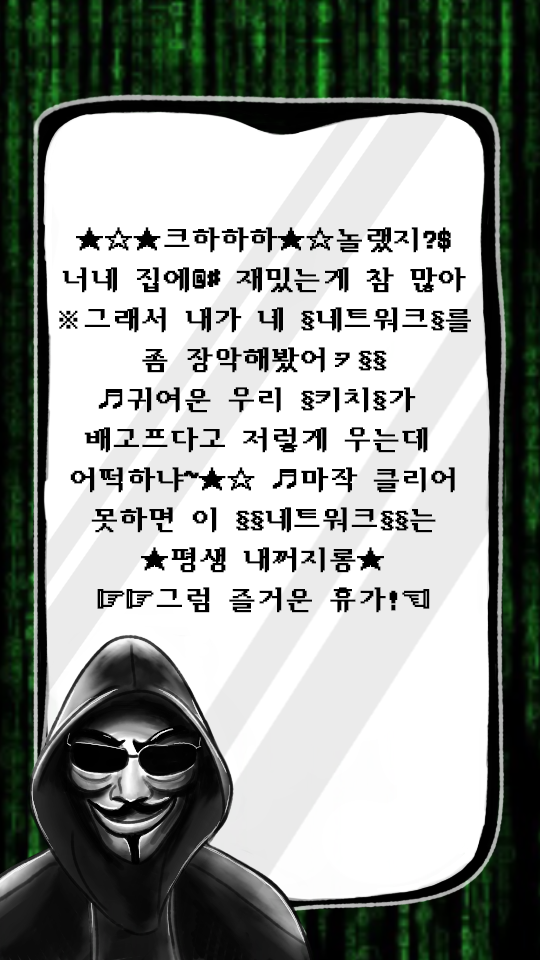 ★☆★크하하하★☆놀랬지?$
너네 집에@# 재밌는게 참 많아
※그래서 내가 네 §네트워크§를
좀 장악해봤어ㅋ§§
♬귀여운 우리 §키치§가
배고프다고 저렇게 우는데
어떡하냐~★☆ ♬마작 클리어
못하면 이 §§네트워크§§는
★평생 내꺼지롱★
☞☞그럼 즐거운 휴가!☜